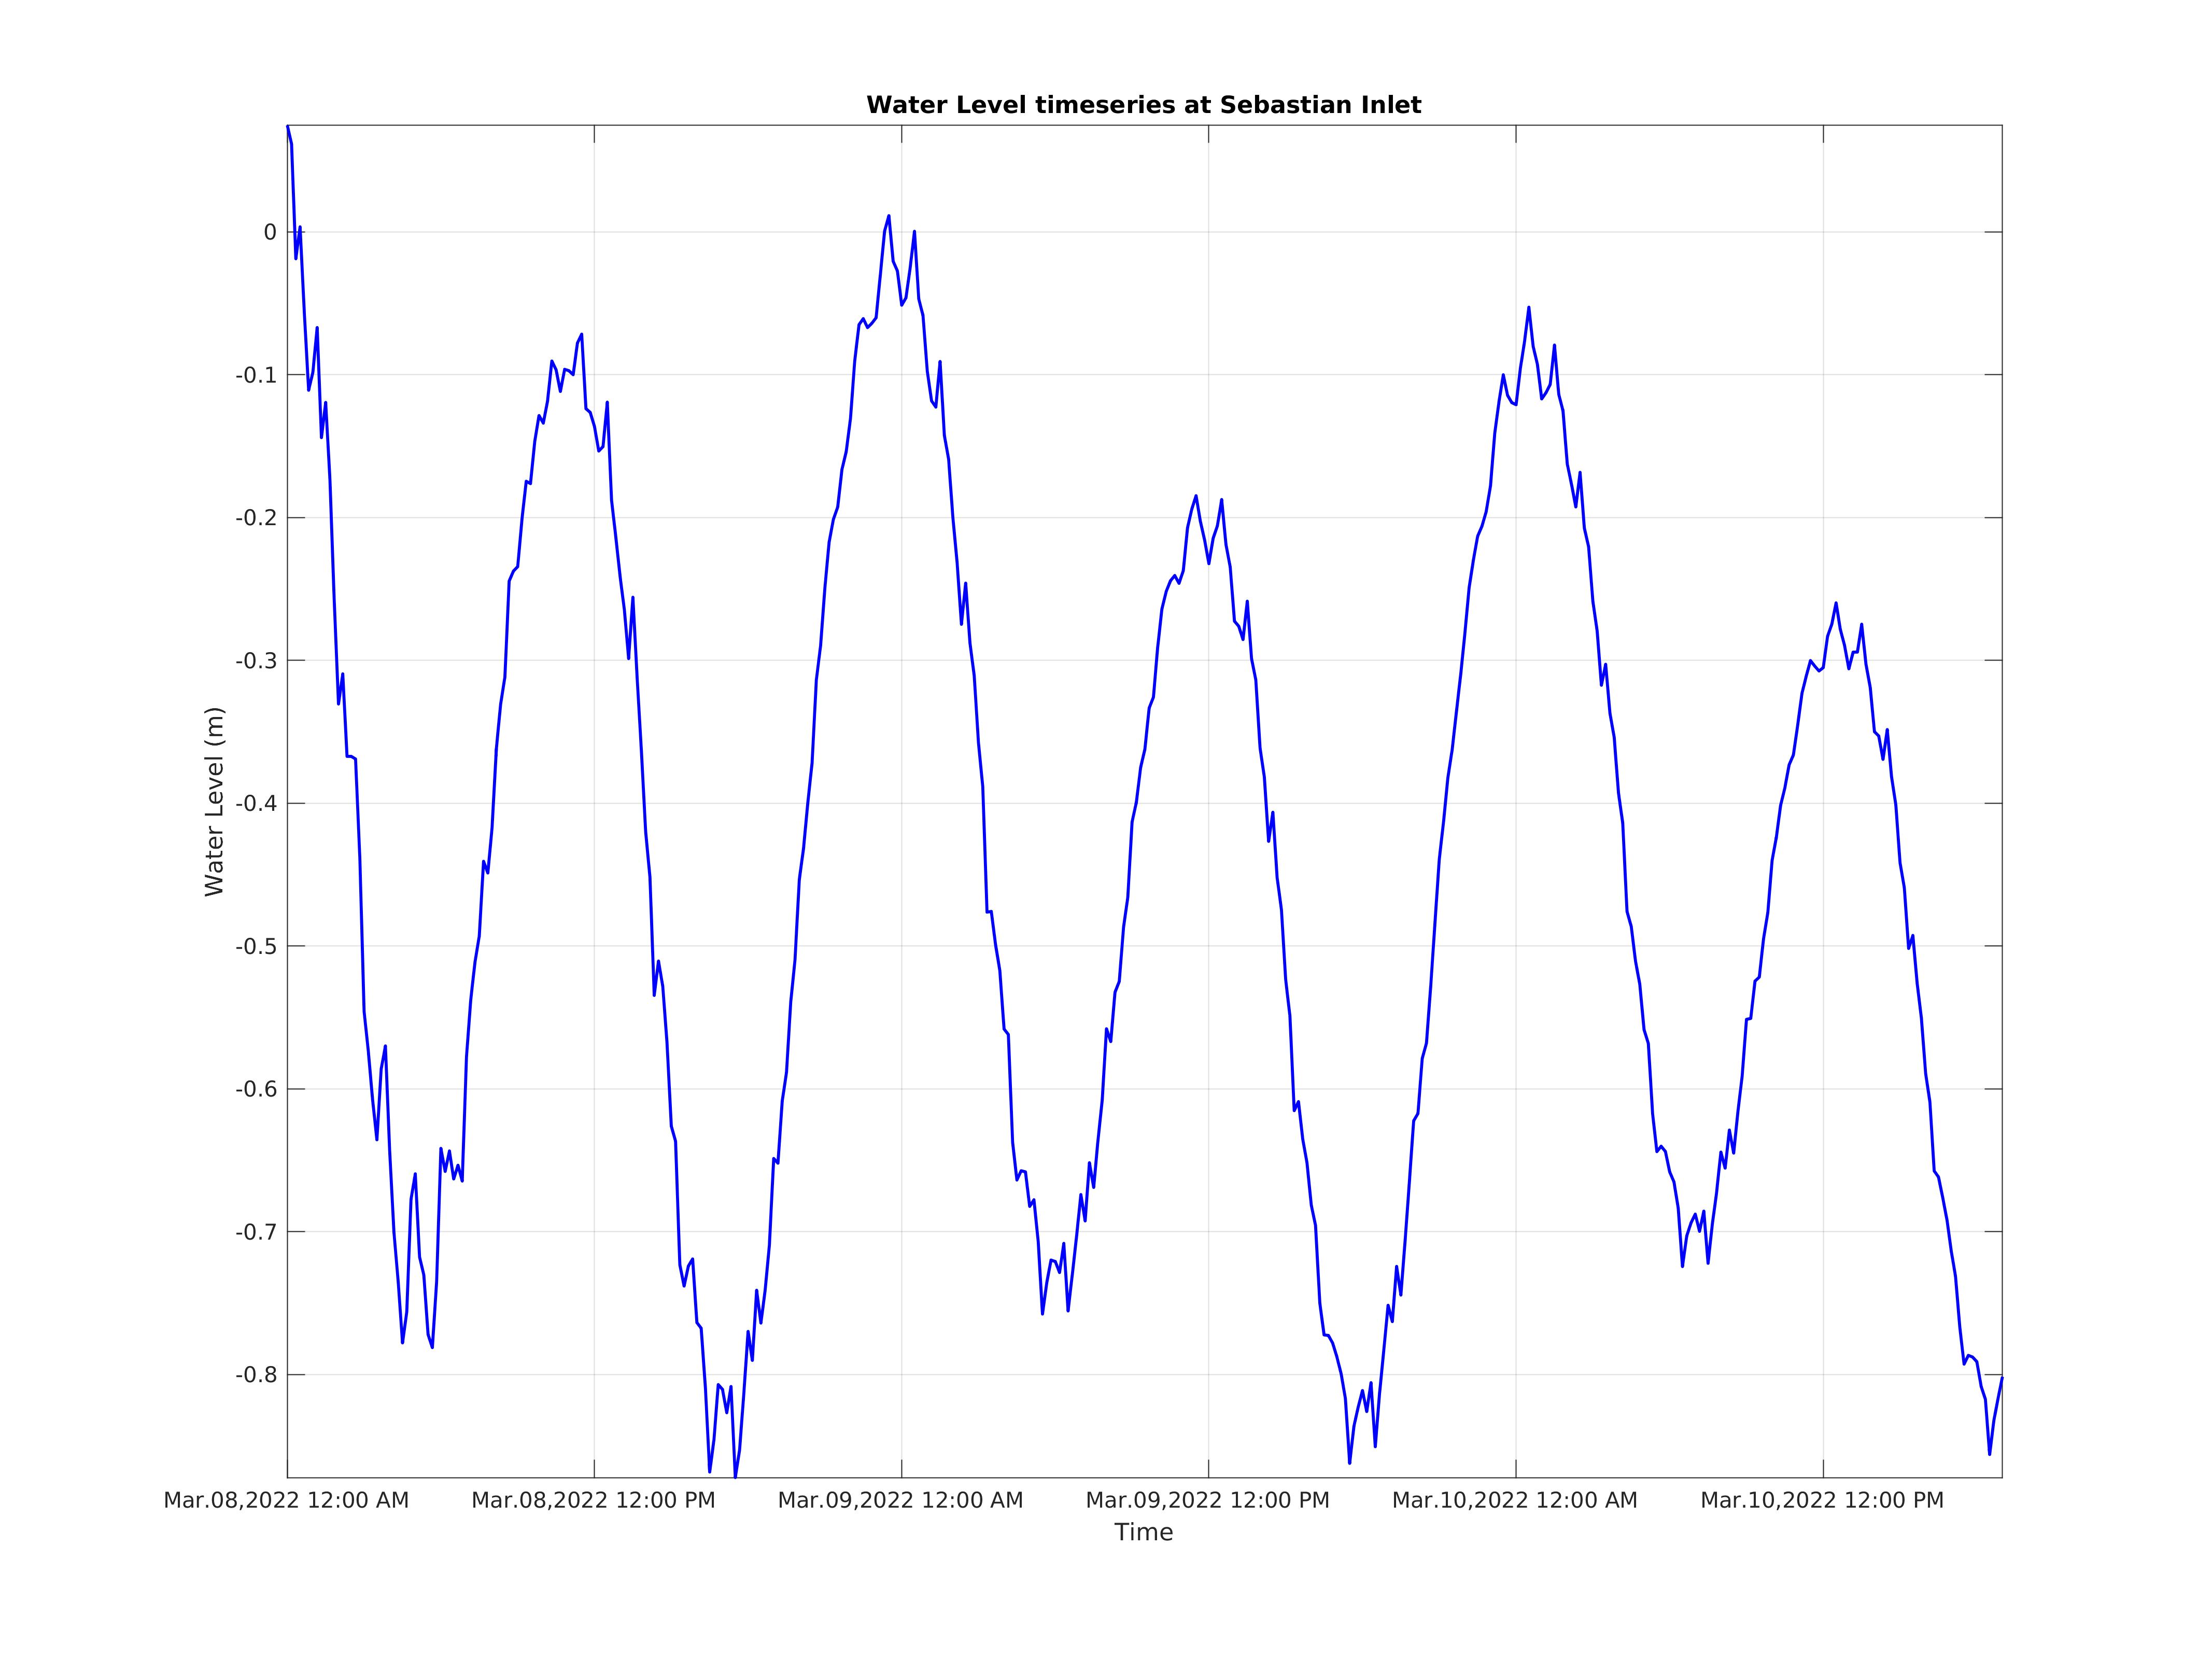 Water Level timeseries at Sebastian Inlet
0
-0.1
-0.2
-0.3
-0.4
-0.5
-0.6
-0.7
-0.8
Water Level (m)
Mar.08,2022 12:00 AM
Mar.08,2022 12:00 PM
Mar.09,2022 12:00 AM
Mar.09,2022 12:00 PM
Mar.10,2022 12:00 AM
Mar.10,2022 12:00 PM
Time